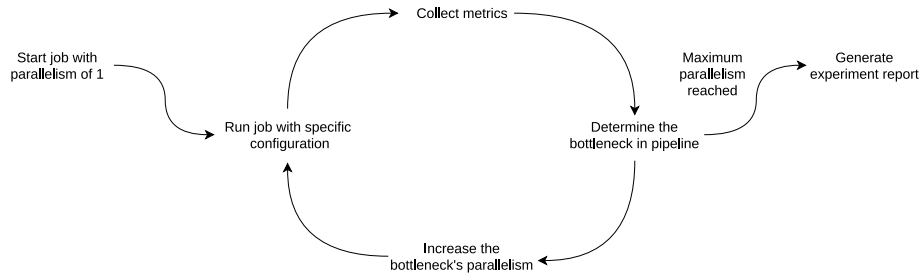 Collect metrics
Start job with
parallelism of 1
Maximum
parallelism
reached
Generate
experiment report
Run job with specific
configuration
Determine the
bottleneck in pipeline
Increase the
bottleneck's parallelism